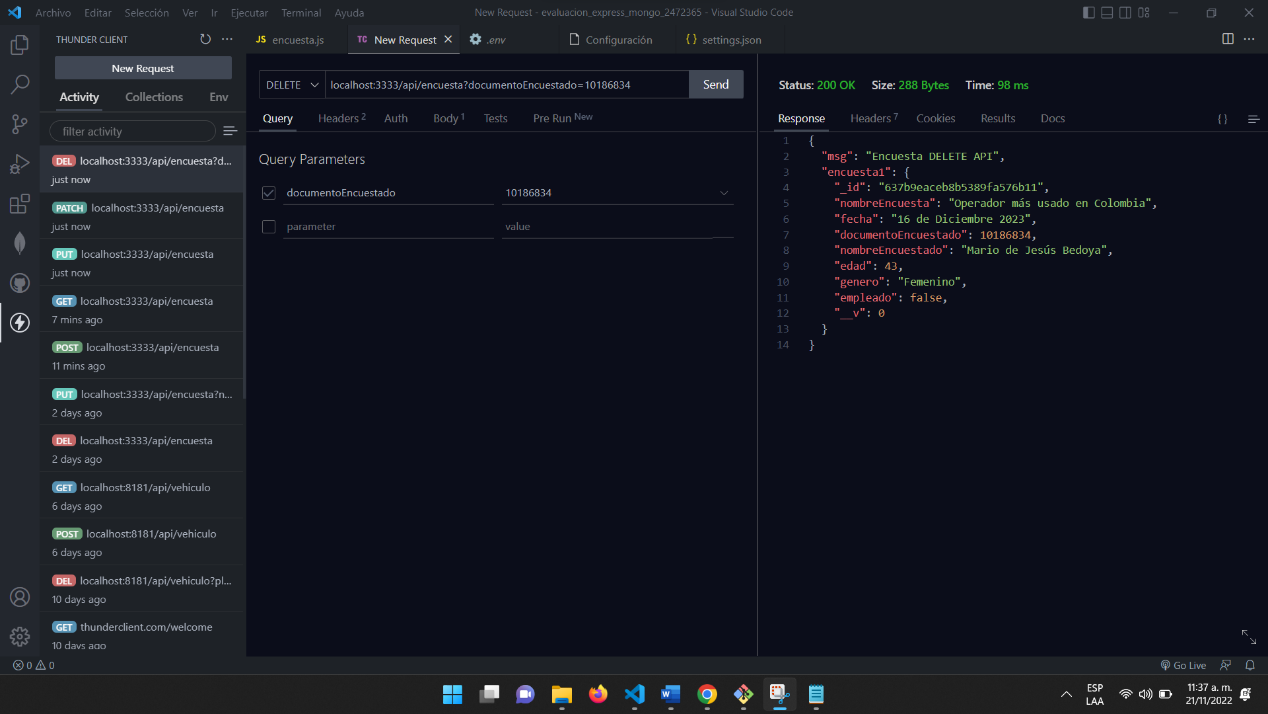 Archivo Editar Selección Ver Ir Ejecutar Terminal Ayuda
New Request - evaluacion_express_mongo_2472365 - Visual Studio Code
THUNDER CLIENT
JS encuesta.js
TC New Request
.env
Configuración
{ } settings.json
New Request
Activity Collections Env
filter activity
DEL localhost:3333/api/encuesta?d...
just now
PATCH localhost:3333/api/encuesta
just now
PUT localhost:3333/api/encuesta
just now
GET localhost:3333/api/encuesta
7 mins ago
POST localhost:3333/api/encuesta
11 mins ago
PUT localhost:3333/api/encuesta?n...
2 days ago
DEL localhost:3333/api/encuesta
2 days ago
GET localhost:8181/api/vehiculo
6 days ago
POST localhost:8181/api/vehiculo
6 days ago
DEL localhost:8181/api/vehiculo?pl...
10 days ago
GET thunderclient.com/welcome
10 days ago
DELETE localhost:3333/api/encuesta?documentoEncuestado=10186834 Send
Query Headers 2 Auth Body 1 Tests Pre Run New
Query Parameters
documentoEncuestado 10186834
parameter value
Status: 200 OK Size: 288 Bytes Time: 98 ms
Response Headers 7 Cookies Results Docs { }
1 {
2 "msg": "Encuesta DELETE API",
3 "encuesta1": {
4 "_id": "637b9eaceb8b5389fa576b11",
5 "nombreEncuesta": "Operador más usado en Colombia",
6 "fecha": "16 de Diciembre 2023",
7 "documentoEncuestado": 10186834,
8 "nombreEncuestado": "Mario de Jesús Bedoya",
9 "edad": 43,
10 "genero": "Femenino",
11 "empleado": false,
12 "__v": 0
13 }
14 }
0 0
Go Live
ESP
LAA
11:37 a. m.
21/11/2022